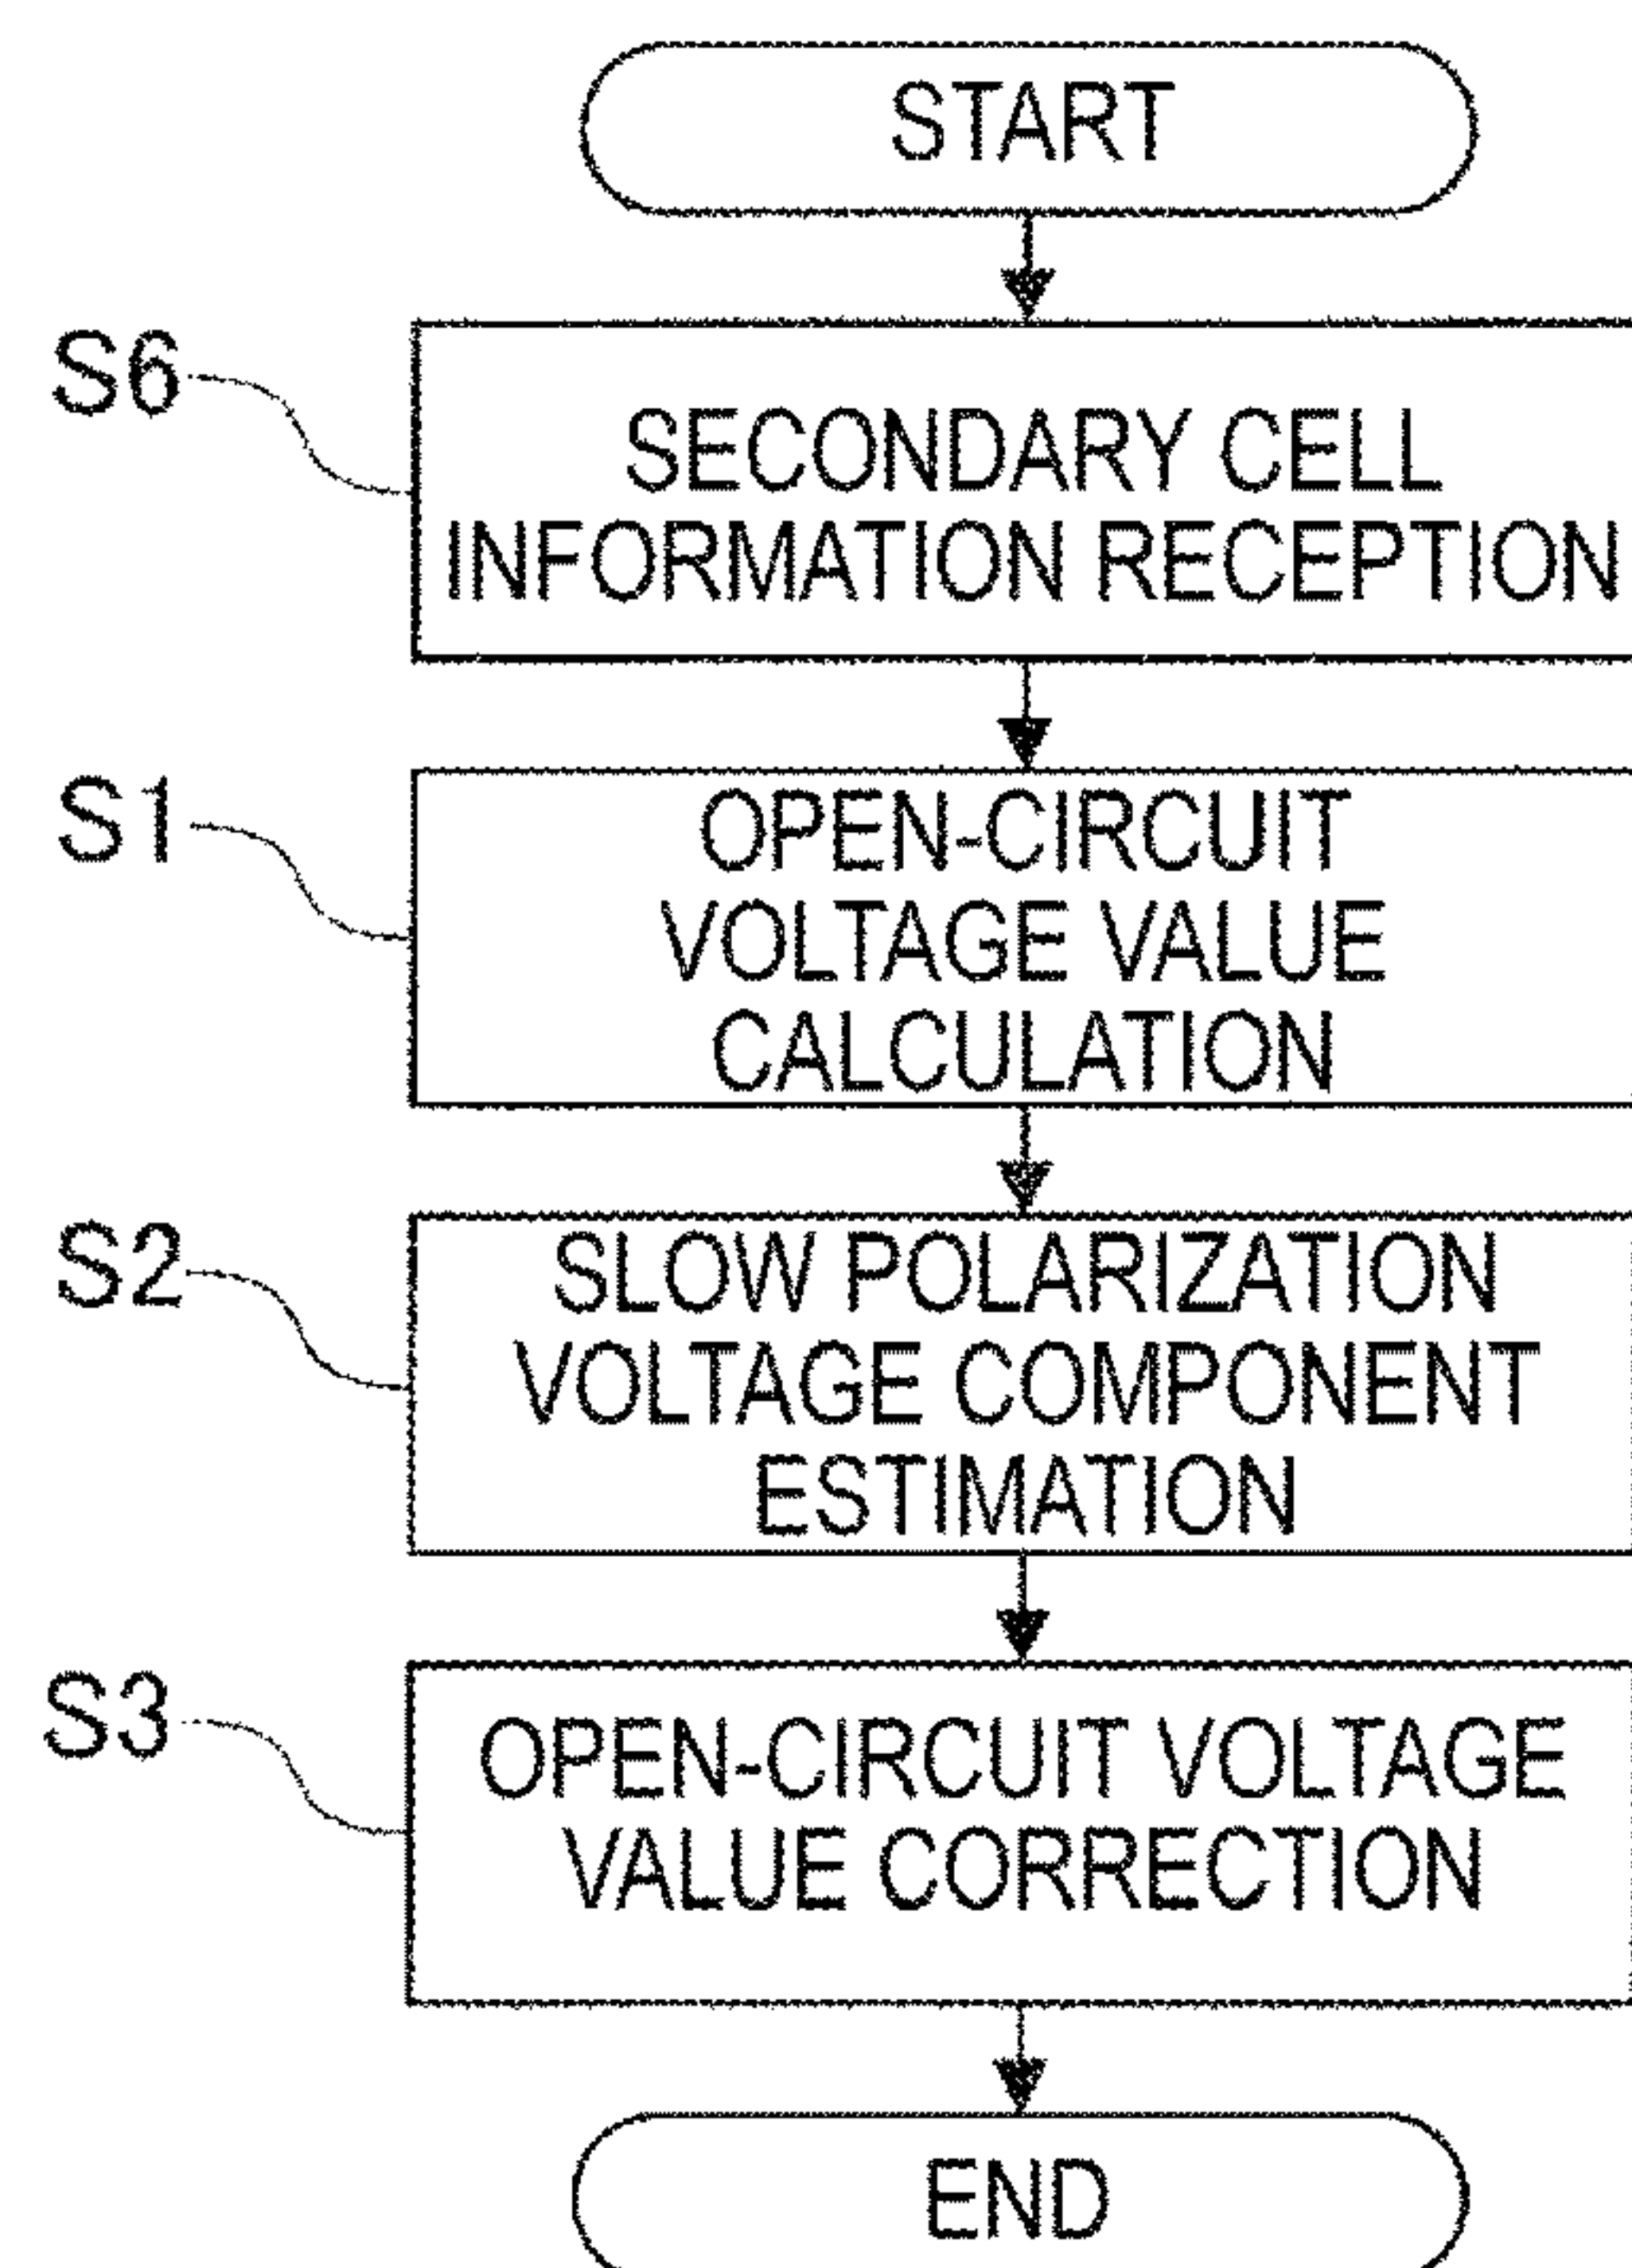 START
S6
SECONDARY CELL
INFORMATION RECEPTION
S1
OPEN-CIRCUIT
VOLTAGE VALUE
CALCULATION
S2
SLOW POLARIZATION
VOLTAGE COMPONENT
ESTIMATION
S3
OPEN-CIRCUIT VOLTAGE
VALUE CORRECTION
END